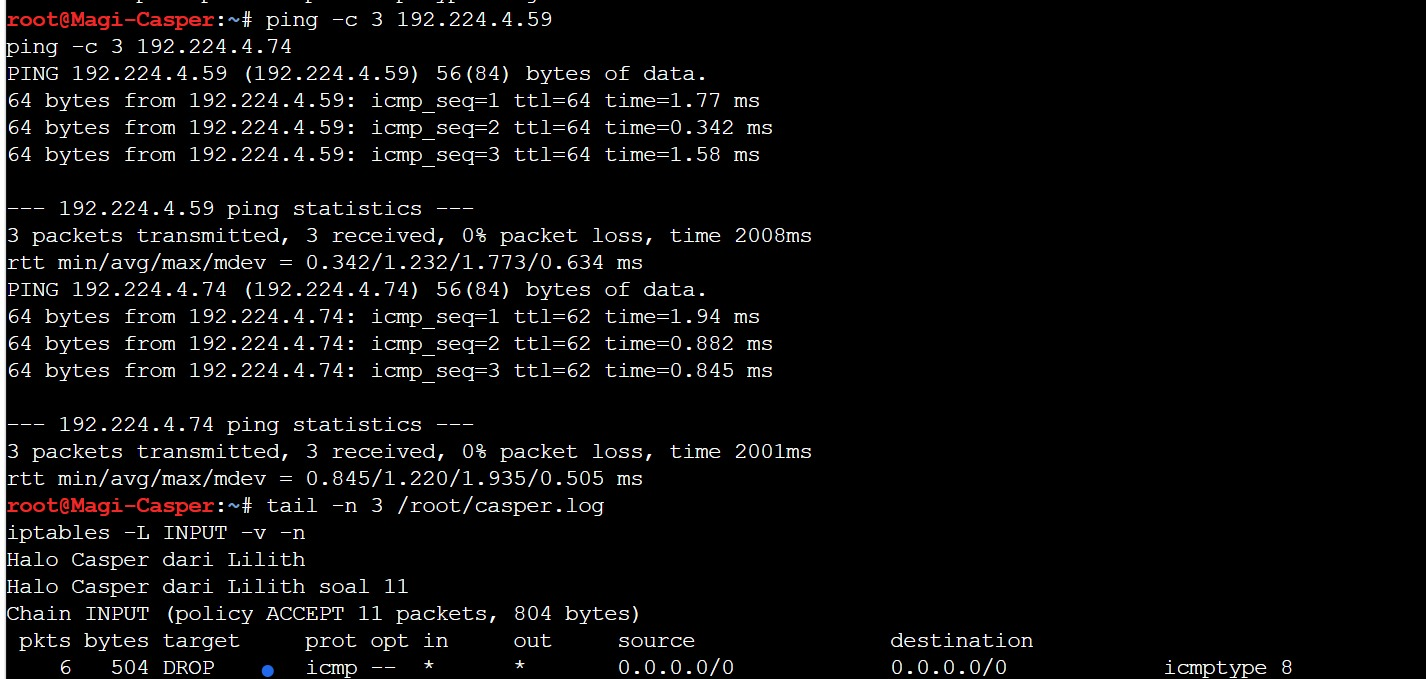 root@Magi-Casper:~# ping -c 3 192.224.4.59
ping -c 3 192.224.4.74
PING 192.224.4.59 (192.224.4.59) 56(84) bytes of data.
64 bytes from 192.224.4.59: icmp_seq=1 ttl=64 time=1.77 ms
64 bytes from 192.224.4.59: icmp_seq=2 ttl=64 time=0.342 ms
64 bytes from 192.224.4.59: icmp_seq=3 ttl=64 time=1.58 ms
--- 192.224.4.59 ping statistics ---
3 packets transmitted, 3 received, 0% packet loss, time 2008ms
rtt min/avg/max/mdev = 0.342/1.232/1.773/0.634 ms
PING 192.224.4.74 (192.224.4.74) 56(84) bytes of data.
64 bytes from 192.224.4.74: icmp_seq=1 ttl=62 time=1.94 ms
64 bytes from 192.224.4.74: icmp_seq=2 ttl=62 time=0.882 ms
64 bytes from 192.224.4.74: icmp_seq=3 ttl=62 time=0.845 ms
--- 192.224.4.74 ping statistics ---
3 packets transmitted, 3 received, 0% packet loss, time 2001ms
rtt min/avg/max/mdev = 0.845/1.220/1.935/0.505 ms
root@Magi-Casper:~# tail -n 3 /root/casper.log
iptables -L INPUT -v -n
Halo Casper dari Lilith
Halo Casper dari Lilith soal 11
Chain INPUT (policy ACCEPT 11 packets, 804 bytes)
pkts bytes target prot opt in out source destination
6 504 DROP icmp -- * * 0.0.0.0/0 0.0.0.0/0 icmptype 8